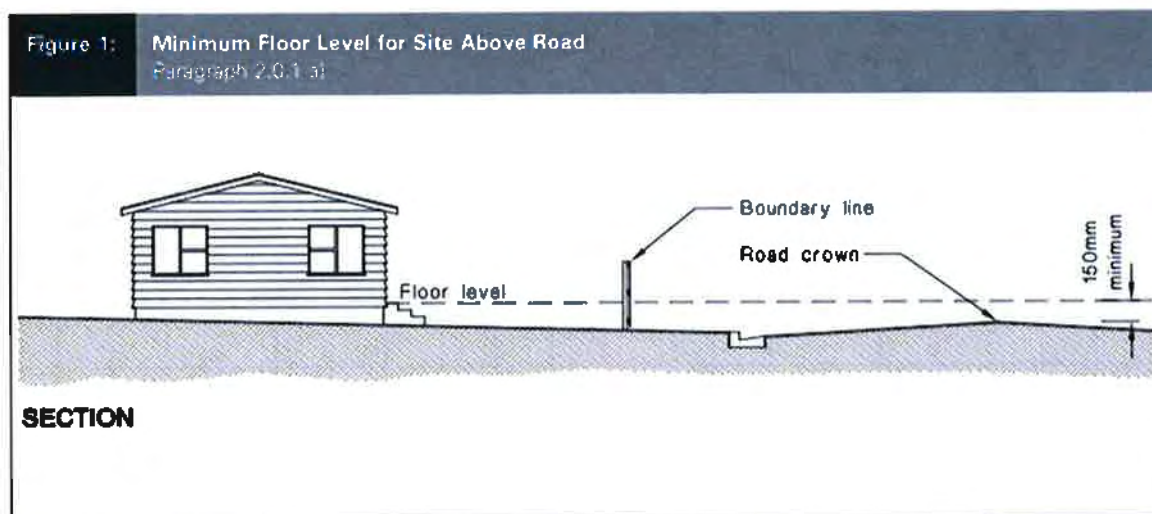 Figure 1:
Minimum Floor Level for Site Above Road
Paragraph 2.0.1 a)
Boundary line
Road crown
150mm
minimum
Floor level
SECTION